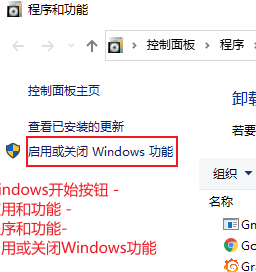 程序和功能
控制面板
程序
控制面板主页
卸载
查看已安装的更新
若要
启用或关闭 Windows 功能
组织
indows开始按钮 -
用和功能 -
序和功能-
用或关闭Windows功能
名称
Gn
Go
Gra